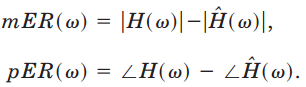 mER(ω) = |H(ω)|−|Ĥ(ω)|,
pER(ω) = ∠H(ω) − ∠Ĥ(ω).